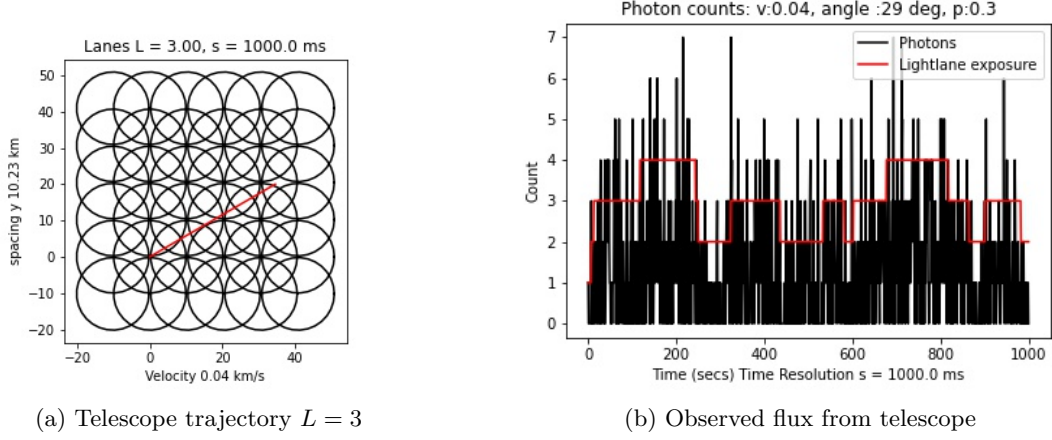 Lanes L = 3.00, s = 1000.0 ms
spacing y 10.23 km
50
40
30
20
10
0
−10
−20
−20 0 20 40
Velocity 0.04 km/s
(a) Telescope trajectory L = 3
Photon counts: v:0.04, angle :29 deg, p:0.3
Photons
Lightlane exposure
Count
7
6
5
4
3
2
1
0
0 200 400 600 800 1000
Time (secs) Time Resolution s = 1000.0 ms
(b) Observed flux from telescope